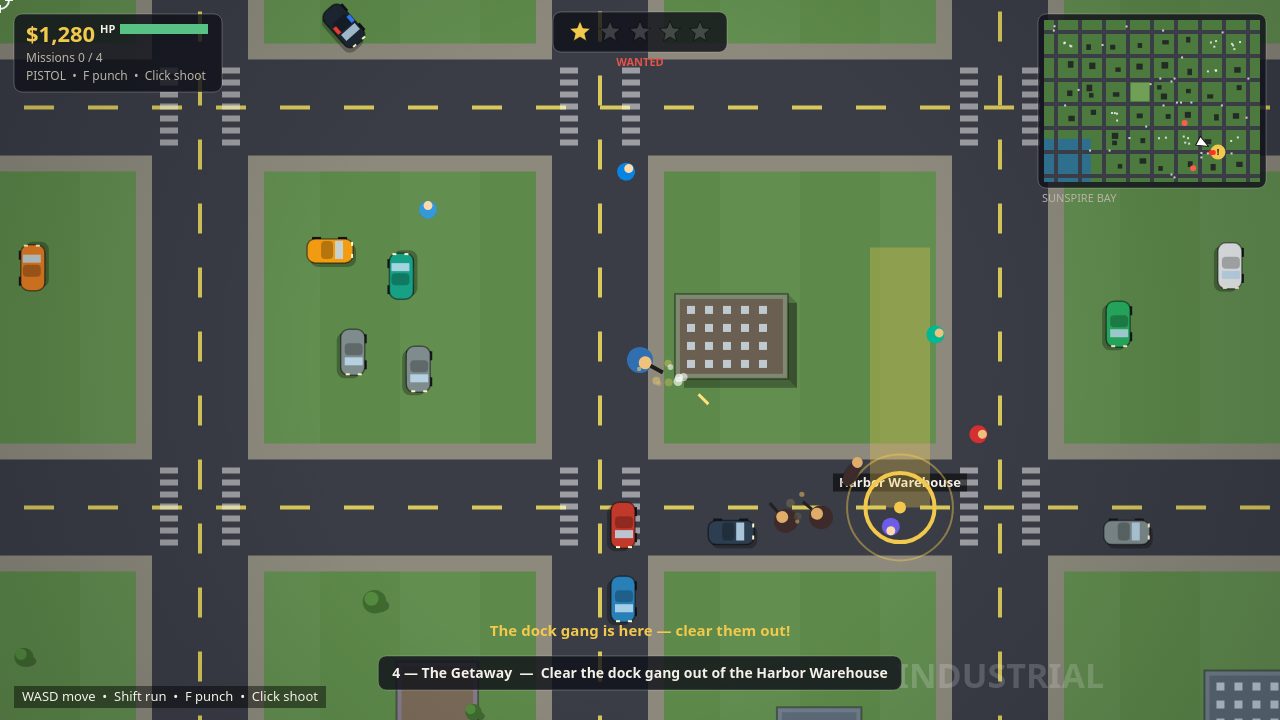 $1,280 HP
Missions 0 / 4
PISTOL • F punch • Click shoot
WANTED
!
SUNSPIRE BAY
Harbor Warehouse
The dock gang is here — clear them out!
4 — The Getaway — Clear the dock gang out of the Harbor Warehouse
INDUSTRIAL
WASD move • Shift run • F punch • Click shoot